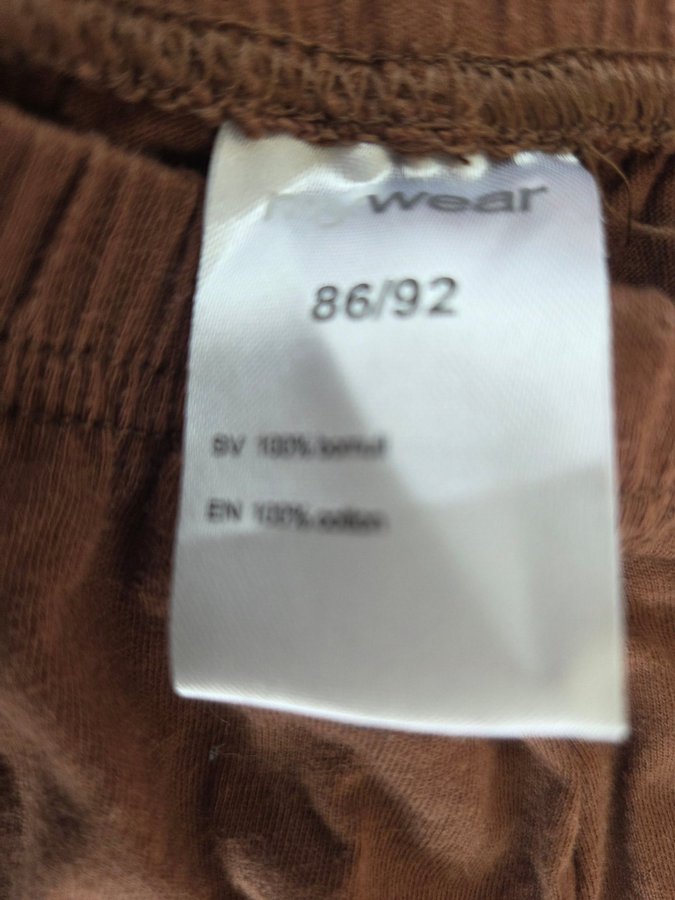 wear
86/92
SV 100% bomull
EN 100% cotton